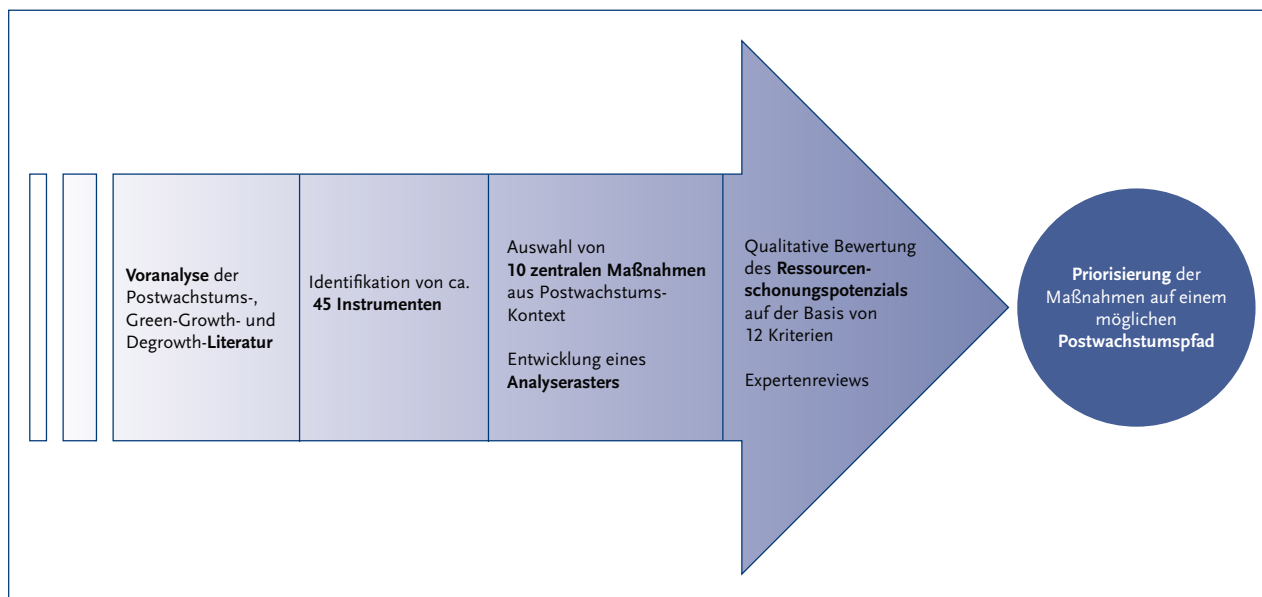 Voranalyse der
Postwachstums-,
Green-Growth- und
Degrowth-Literatur
Identifikation von ca.
45 Instrumenten
Auswahl von
10 zentralen Maßnahmen
aus Postwachstums-
Kontext
Entwicklung eines
Analyserasters
Qualitative Bewertung
des Ressourcen-
schonungspotenzials
auf der Basis von
12 Kriterien
Expertenreviews
Priorisierung der
Maßnahmen auf einem
möglichen
Postwachstumspfad